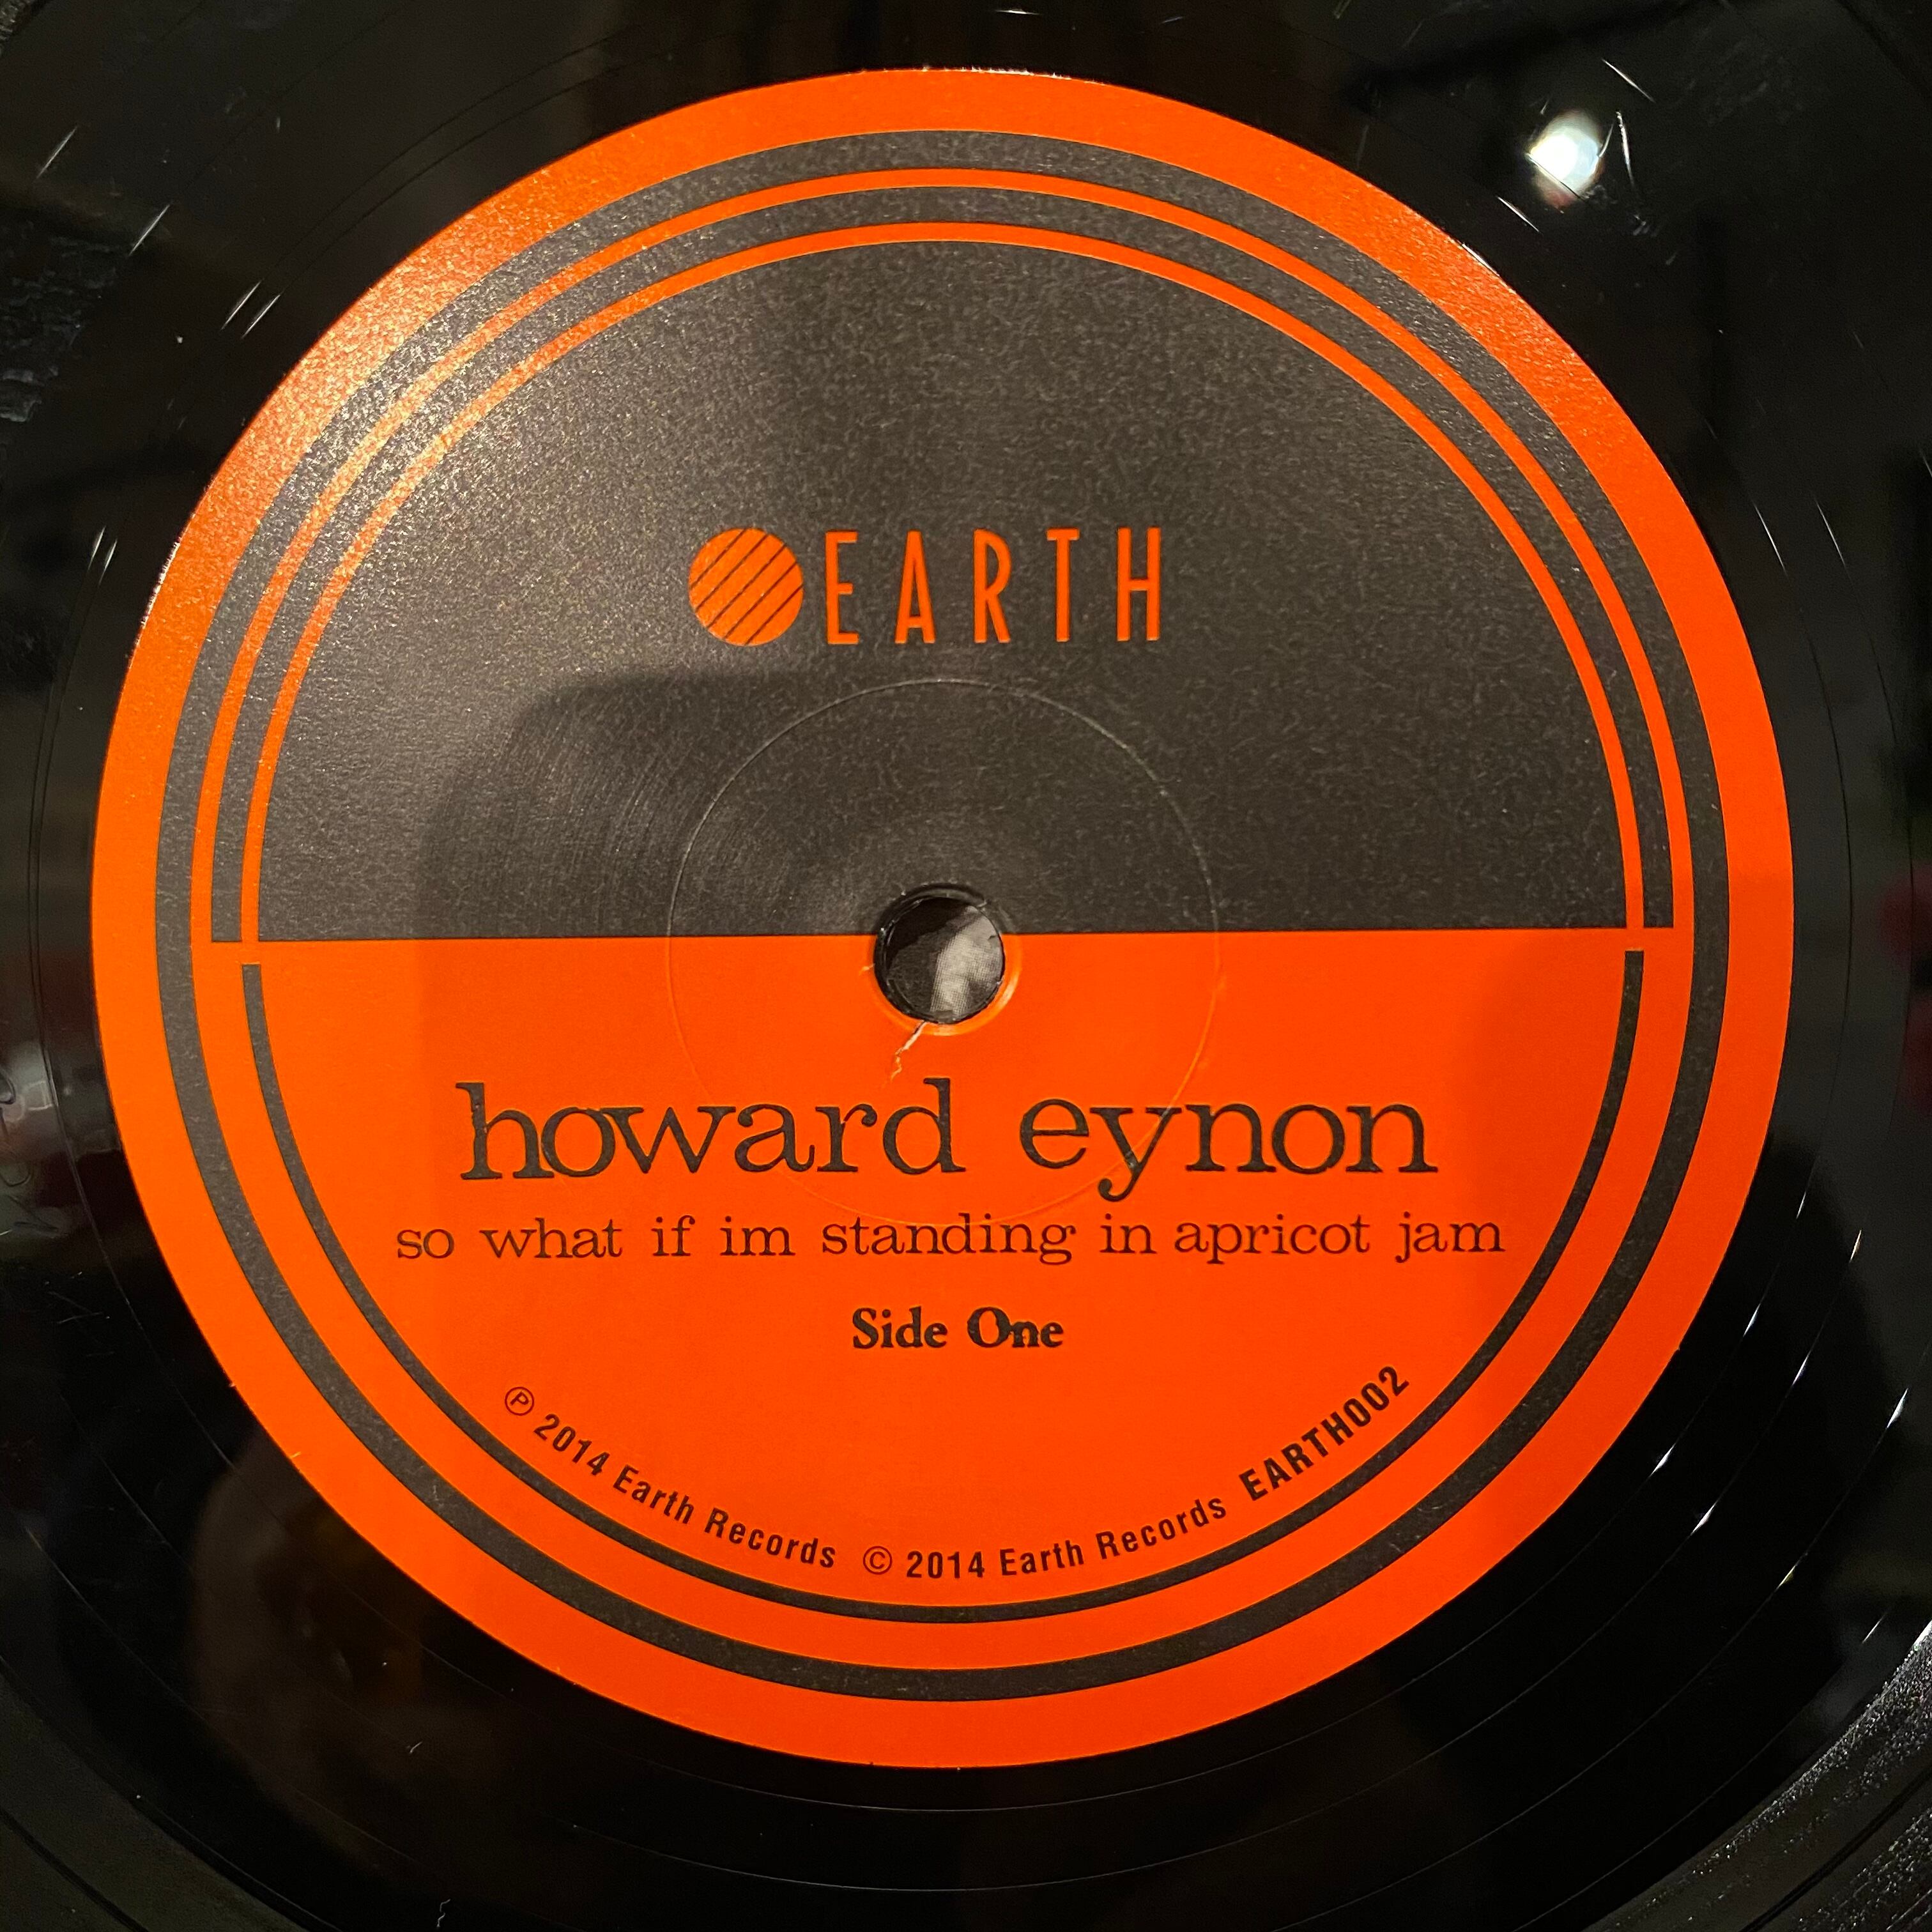 EARTH
howard eynon
so what if im standing in apricot jam
Side One
℗ 2014 Earth Records © 2014 Earth Records EARTH002